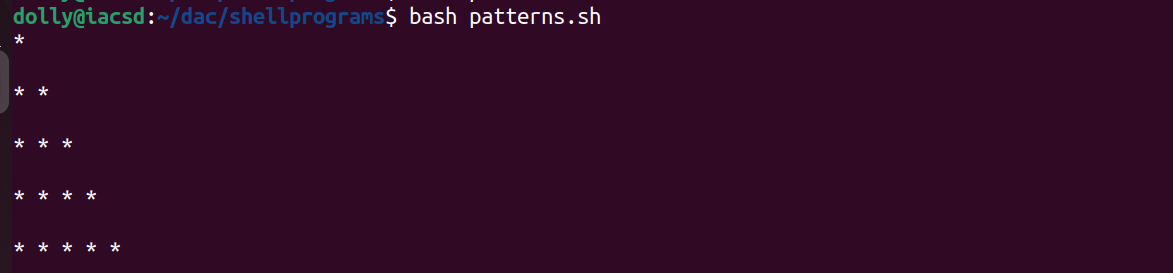 dolly@iacsd:~/dac/shellprograms$ bash patterns.sh
*
* *
* * *
* * * *
* * * * *